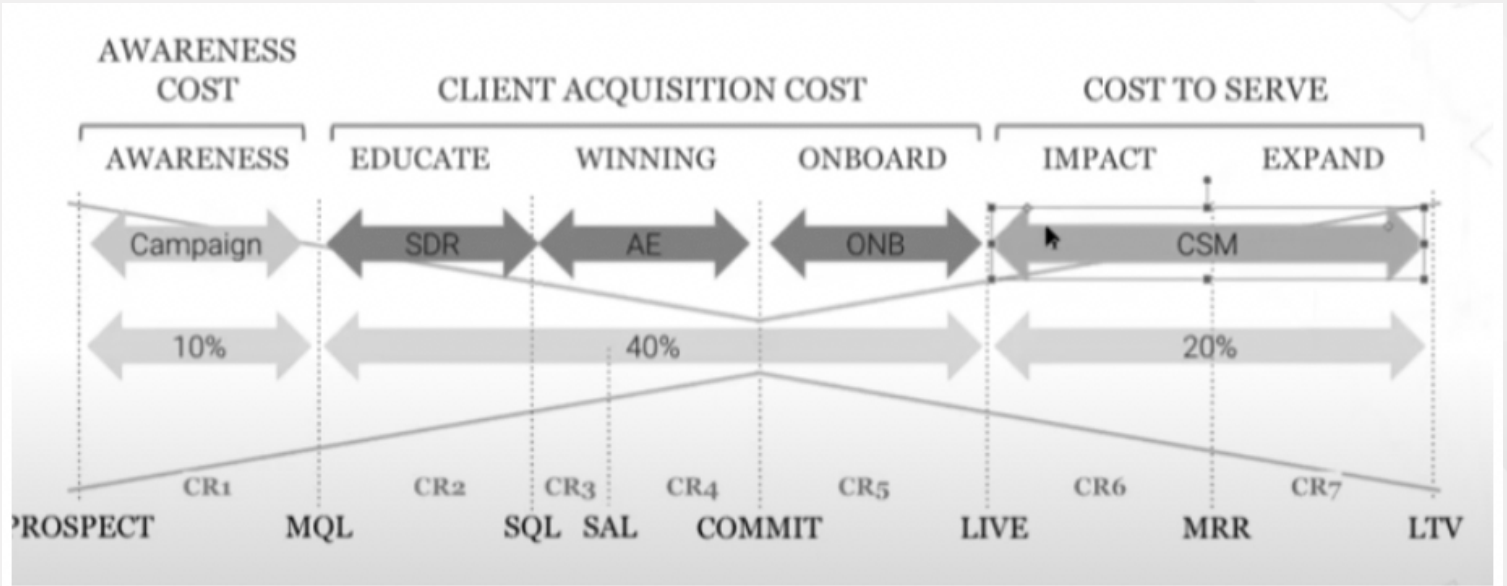 AWARENESS
COST
CLIENT ACQUISITION COST
COST TO SERVE
AWARENESS
EDUCATE
WINNING
ONBOARD
IMPACT
EXPAND
Campaign
SDR
AE
ONB
CSM
10%
40%
20%
CR1
CR2
CR3
CR4
CR5
CR6
CR7
PROSPECT
MQL
SQL
SAL
COMMIT
LIVE
MRR
LTV